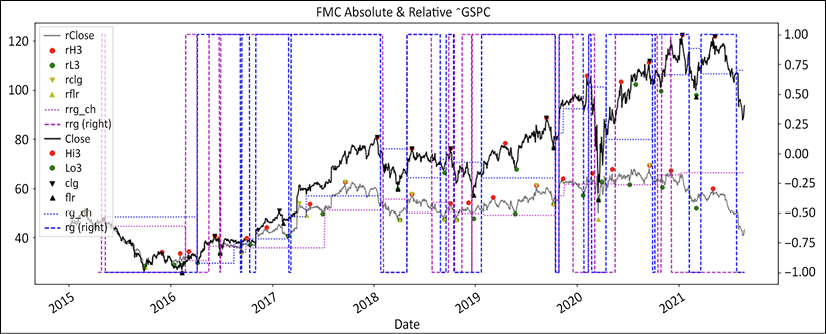 FMC Absolute & Relative ^GSPC
rClose
rH3
rL3
rclg
rflr
rrg_ch
rrg (right)
Close
Hi3
Lo3
clg
flr
rg_ch
rg (right)
120
100
80
60
40
1.00
0.75
0.50
0.25
0.00
−0.25
−0.50
−0.75
−1.00
2015
2016
2017
2018
2019
2020
2021
Date